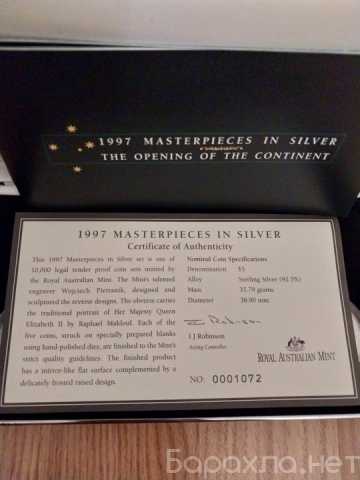 1997 MASTERPIECES IN SILVER
THE OPENING OF THE CONTINENT
1997 MASTERPIECES IN SILVER
Certificate of Authenticity
This 1997 Masterpieces in Silver set is one of
10,000 legal tender proof coin sets minted by
the Royal Australian Mint. The Mint's talented
engraver Wojciech Pietranik, designed and
sculptured the reverse designs. The obverse carries
the traditional portrait of Her Majesty Queen
Elizabeth II by Raphael Maklouf. Each of the
five coins, struck on specially prepared blanks
using hand-polished dies, are finished to the Mint's
strict quality guidelines. The finished product
has a mirror-like flat surface complemented by a
delicately frosted raised design.
Nominal Coin Specifications
Denomination $5
Alloy Sterling Silver (92.5%)
Mass 35.79 grams
Diameter 38.90 mm
I J Robinson
Acting Controller
ROYAL AUSTRALIAN MINT
NO: 0001072
Барахла.нет